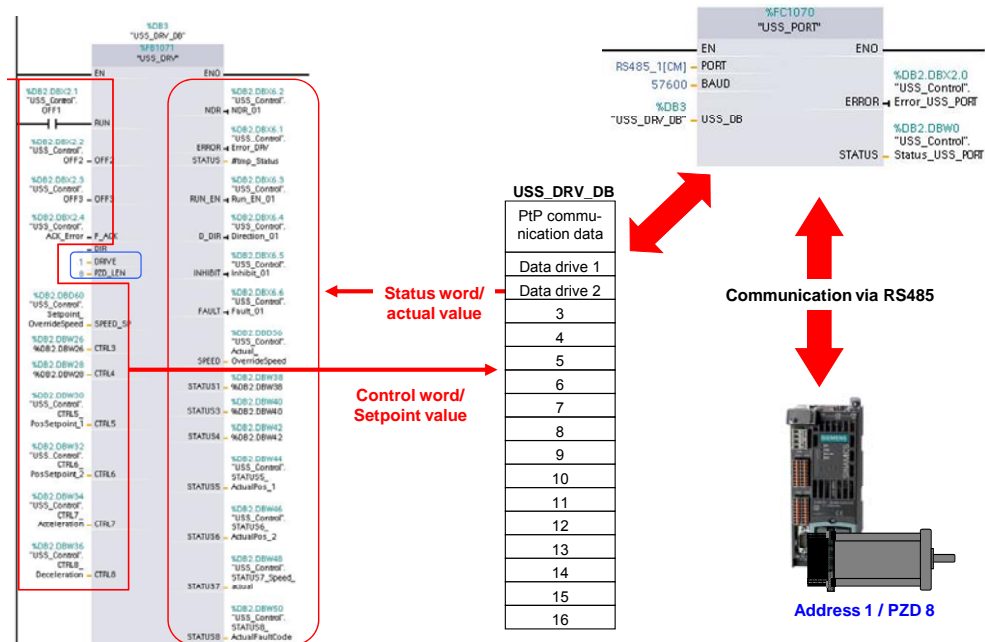 %DB3
"USS_DRV_DB"
%FB1071
"USS_DRV"
EN
ENO
%DB2.DBX2.1
"USS_Control".
OFF1
RUN
%DB2.DBX2.2
"USS_Control".
OFF2
OFF2
%DB2.DBX2.3
"USS_Control".
OFF3
OFF3
%DB2.DBX2.4
"USS_Control".
ACK_Error
F_ACK
DIR
1
DRIVE
8
PZD_LEN
%DB2.DBD60
"USS_Control".
Setpoint_
OverrideSpeed
SPEED_SP
%DB2.DBW26
%DB2.DBW26
CTRL3
%DB2.DBW28
%DB2.DBW28
CTRL4
%DB2.DBW30
"USS_Control".
CTRL5_
PosSetpoint_1
CTRL5
%DB2.DBW32
"USS_Control".
CTRL6_
PosSetpoint_2
CTRL6
%DB2.DBW34
"USS_Control".
CTRL7_
Acceleration
CTRL7
%DB2.DBW36
"USS_Control".
CTRL8_
Deceleration
CTRL8
%DB2.DBX6.2
"USS_Control".
NDR
NDR_01
%DB2.DBX6.1
"USS_Control".
ERROR
Error_DRV
STATUS
#tmp_Status
%DB2.DBX6.3
"USS_Control".
RUN_EN
Run_EN_01
%DB2.DBX6.4
"USS_Control".
D_DIR
Direction_01
%DB2.DBX6.5
"USS_Control".
INHIBIT
Inhibit_01
%DB2.DBX6.6
"USS_Control".
FAULT
Fault_01
%DB2.DBD56
"USS_Control".
Actual_
SPEED
OverrideSpeed
%DB2.DBW38
STATUS1
%DB2.DBW38
%DB2.DBW40
STATUS3
%DB2.DBW40
%DB2.DBW42
STATUS4
%DB2.DBW42
%DB2.DBW44
"USS_Control".
STATUS5_
STATUS5
ActualPos_1
%DB2.DBW46
"USS_Control".
STATUS6_
STATUS6
ActualPos_2
%DB2.DBW48
"USS_Control".
STATUS7_Speed_
STATUS7
actual
%DB2.DBW50
"USS_Control".
STATUS8_
STATUS8
ActualFaultCode
Status word/
actual value
Control word/
Setpoint value
USS_DRV_DB
PtP commu-
nication data
Data drive 1
Data drive 2
3
4
5
6
7
8
9
10
11
12
13
14
15
16
%FC1070
"USS_PORT"
EN
ENO
RS485_1[CM]
PORT
57600
BAUD
%DB3
"USS_DRV_DB"
USS_DB
%DB2.DBX2.0
"USS_Control".
ERROR
Error_USS_PORT
%DB2.DBW0
"USS_Control".
STATUS
Status_USS_PORT
Communication via RS485
SIEMENS
Address 1 / PZD 8